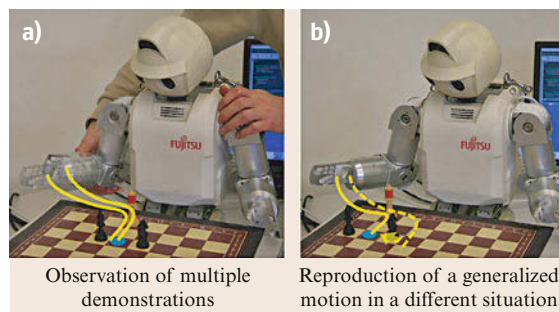 a)
FUJITSU
b)
FUJITSU
Observation of multiple
demonstrations
Reproduction of a generalized
motion in a different situation